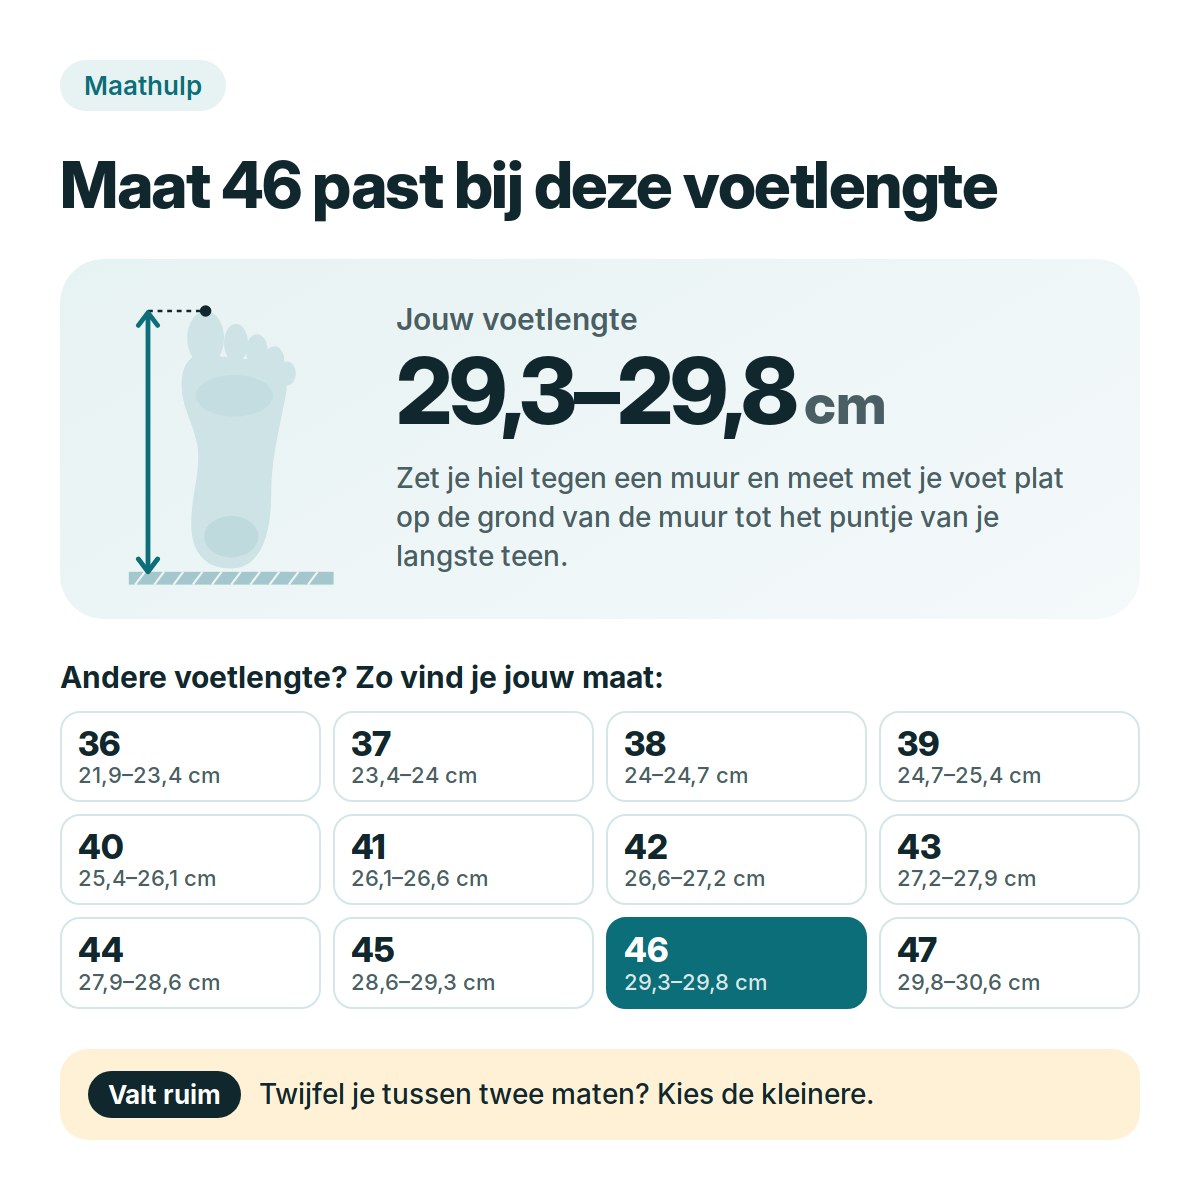 Maathulp
Maat 46 past bij deze voetlengte
Jouw voetlengte
29,3–29,8 cm
Zet je hiel tegen een muur en meet met je voet plat
op de grond van de muur tot het puntje van je
langste teen.
Andere voetlengte? Zo vind je jouw maat:
36
21,9–23,4 cm
37
23,4–24 cm
38
24–24,7 cm
39
24,7–25,4 cm
40
25,4–26,1 cm
41
26,1–26,6 cm
42
26,6–27,2 cm
43
27,2–27,9 cm
44
27,9–28,6 cm
45
28,6–29,3 cm
46
29,3–29,8 cm
47
29,8–30,6 cm
Valt ruim Twijfel je tussen twee maten? Kies de kleinere.